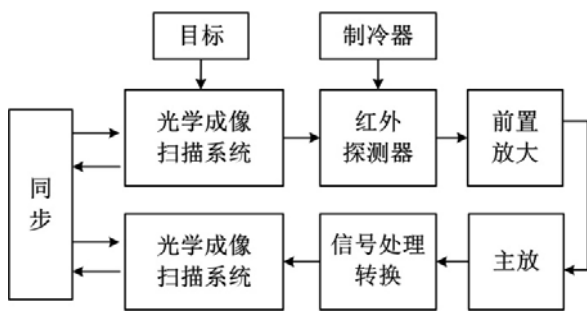 目标
制冷器
光学成像
扫描系统
红外
探测器
前置
放大
同
步
光学成像
扫描系统
信号处理
转换
主放